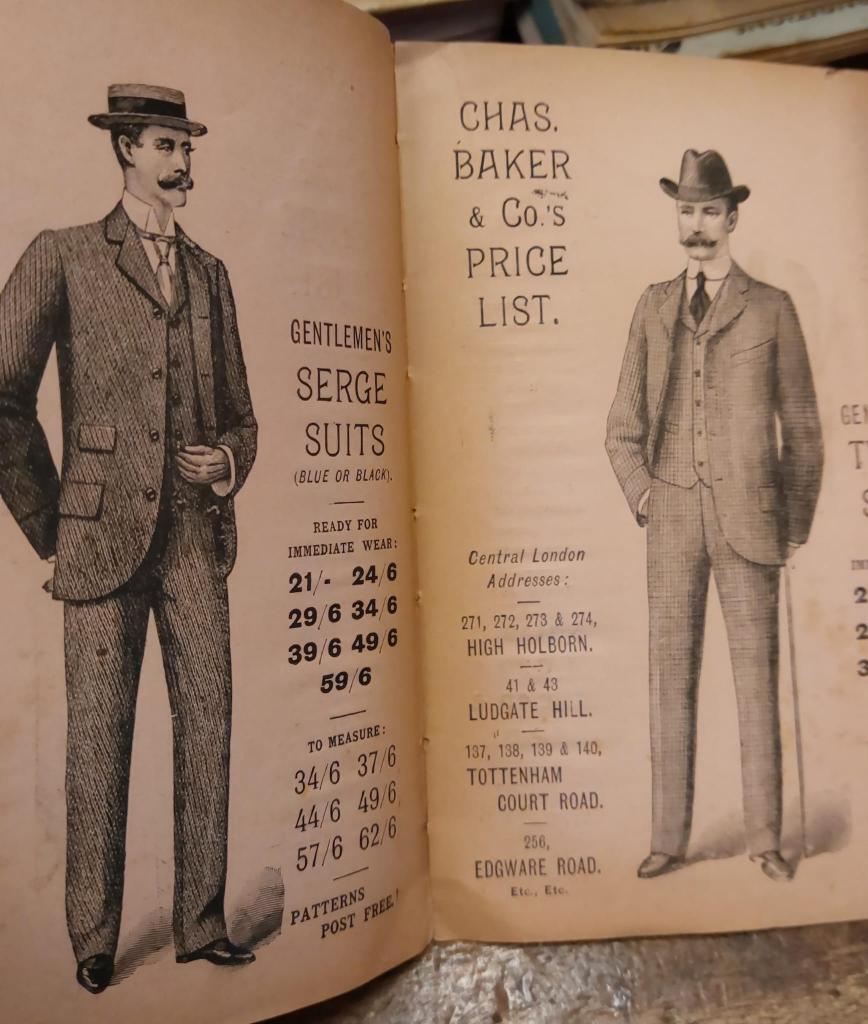 GENTLEMEN'S
SERGE
SUITS
(BLUE OR BLACK).
READY FOR
IMMEDIATE WEAR:
21/- 24/6
29/6 34/6
39/6 49/6
59/6
TO MEASURE:
34/6 37/6
44/6 49/6
57/6 62/6
PATTERNS
POST FREE!
CHAS.
BAKER
& Co.'s
PRICE
LIST.
Central London
Addresses:
271, 272, 273 & 274,
HIGH HOLBORN.
41 & 43
LUDGATE HILL.
137, 138, 139 & 140,
TOTTENHAM
COURT ROAD.
256,
EDGWARE ROAD.
Etc., Etc.